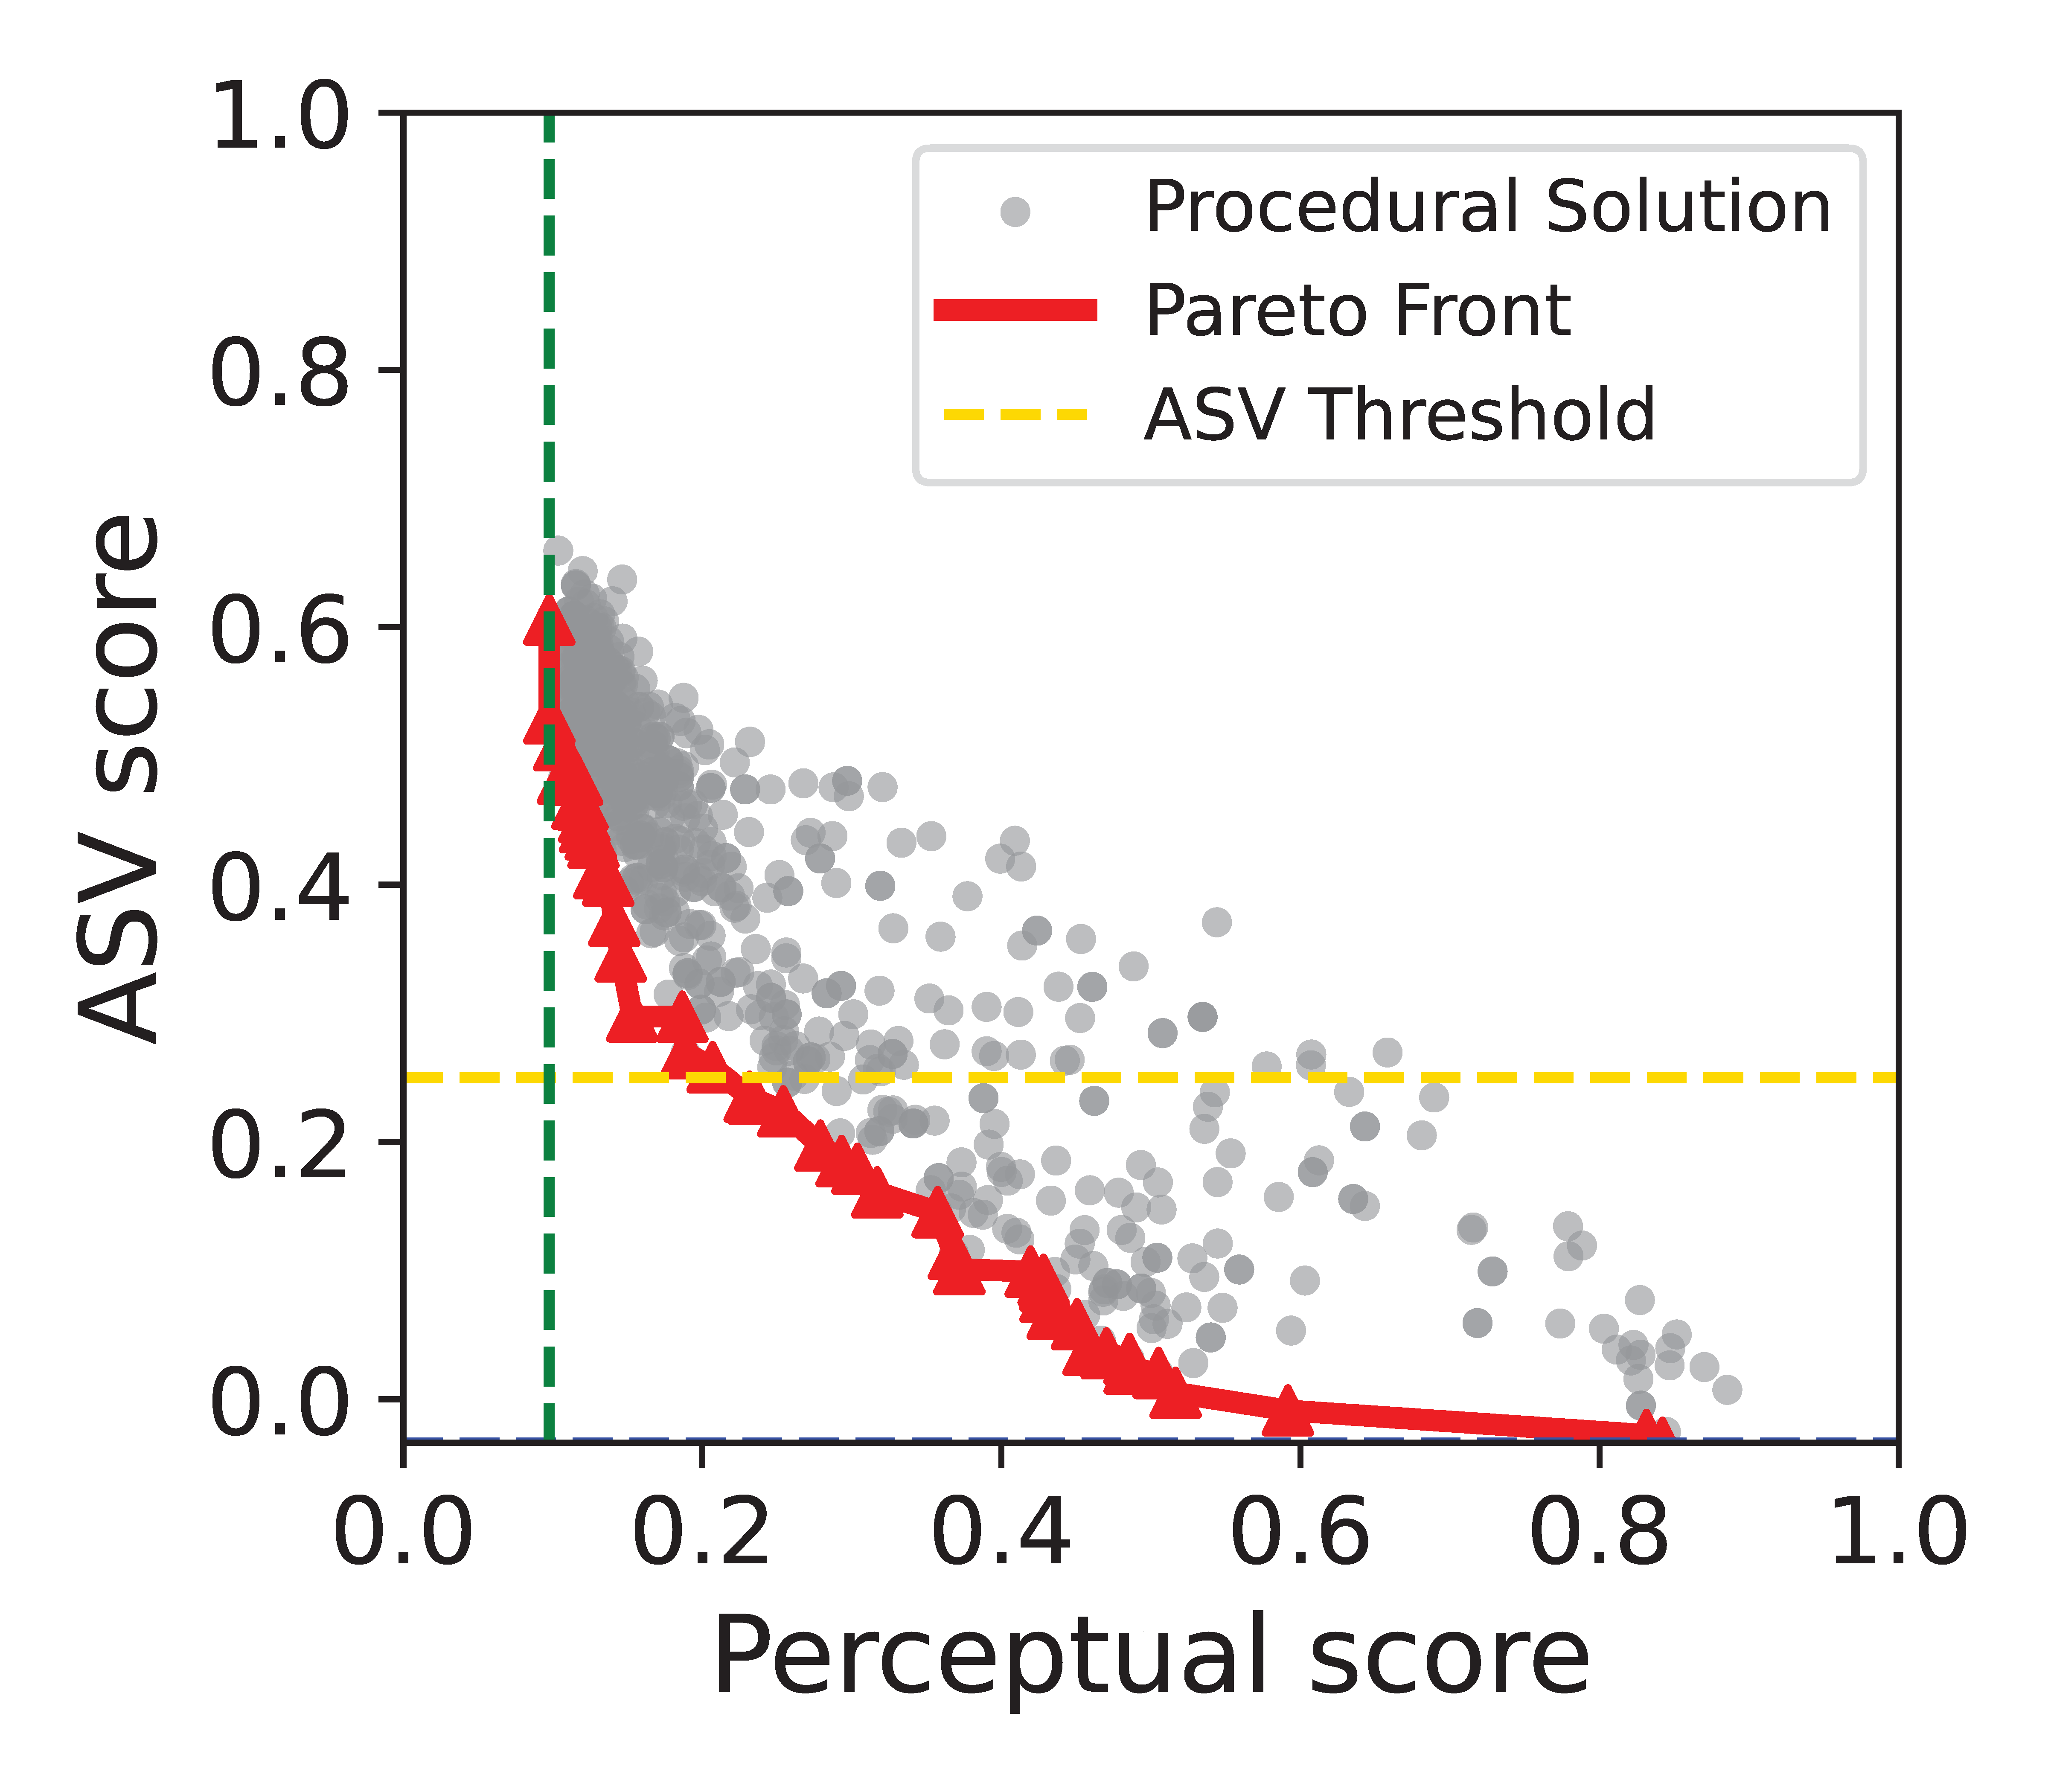 1.0
0.8
0.6
0.4
0.2
0.0
ASV score
Procedural Solution
Pareto Front
ASV Threshold
0.0 0.2 0.4 0.6 0.8 1.0
Perceptual score